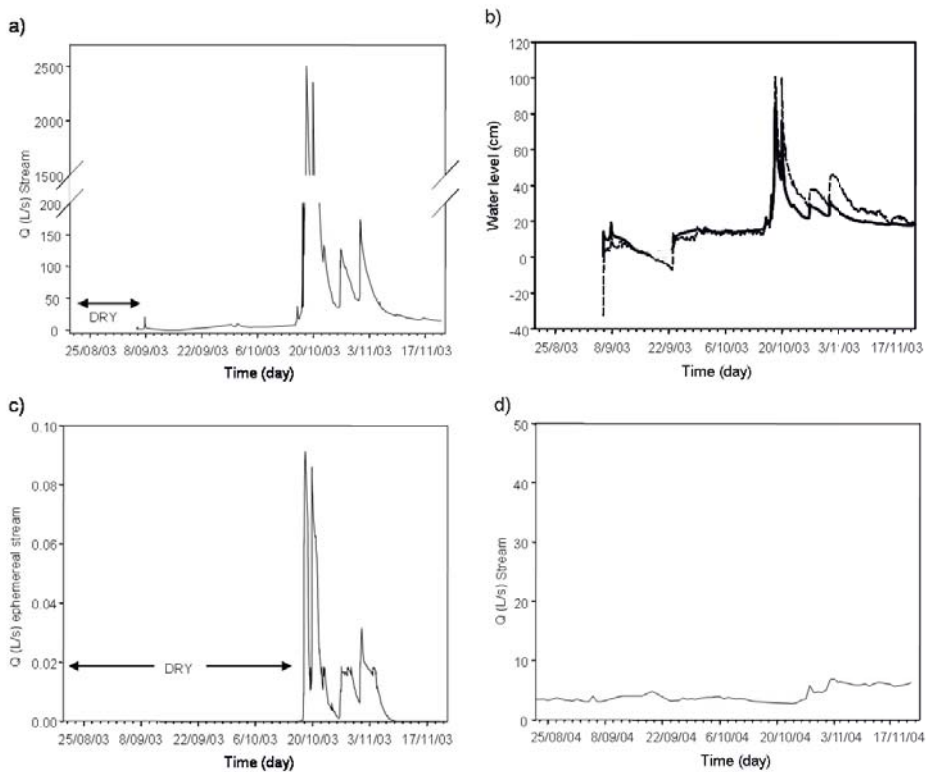 a)
2500
2000
1500
200
150
100
50
0
Q (L/s) Stream
DRY
25/08/03 8/09/03 22/09/03 6/10/03 20/10/03 3/11/03 17/11/03
Time (day)
b)
120
100
80
60
40
20
0
-20
-40
Water level (cm)
25/8/03 8/9/03 22/9/03 6/10/03 20/10/03 3/1/03 17/11/03
Time (day)
c)
0.10
0.08
0.06
0.04
0.02
0.00
Q (L/s) ephemereal stream
DRY
25/08/03 8/09/03 22/09/03 6/10/03 20/10/03 3/11/03 17/11/03
Time (day)
d)
50
40
30
20
10
0
Q (L/s) Stream
25/08/04 8/09/04 22/09/04 6/10/04 20/10/04 3/11/04 17/11/04
Time (day)